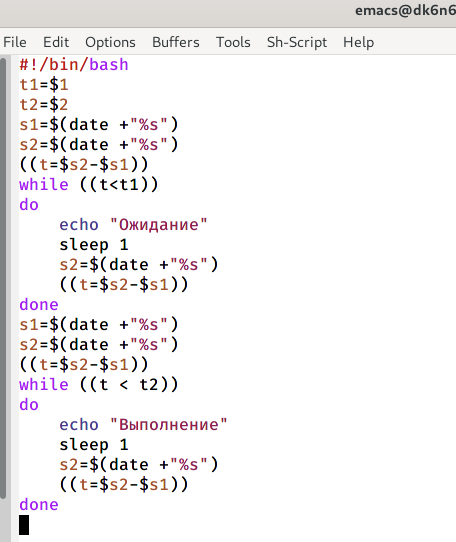 emacs@dk6n6
File Edit Options Buffers Tools Sh-Script Help
#!/bin/bash
t1=$1
t2=$2
s1=$(date +"%s")
s2=$(date +"%s")
((t=$s2-$s1))
while ((t<t1))
do
    echo "Ожидание"
    sleep 1
    s2=$(date +"%s")
    ((t=$s2-$s1))
done
s1=$(date +"%s")
s2=$(date +"%s")
((t=$s2-$s1))
while ((t < t2))
do
    echo "Выполнение"
    sleep 1
    s2=$(date +"%s")
    ((t=$s2-$s1))
done